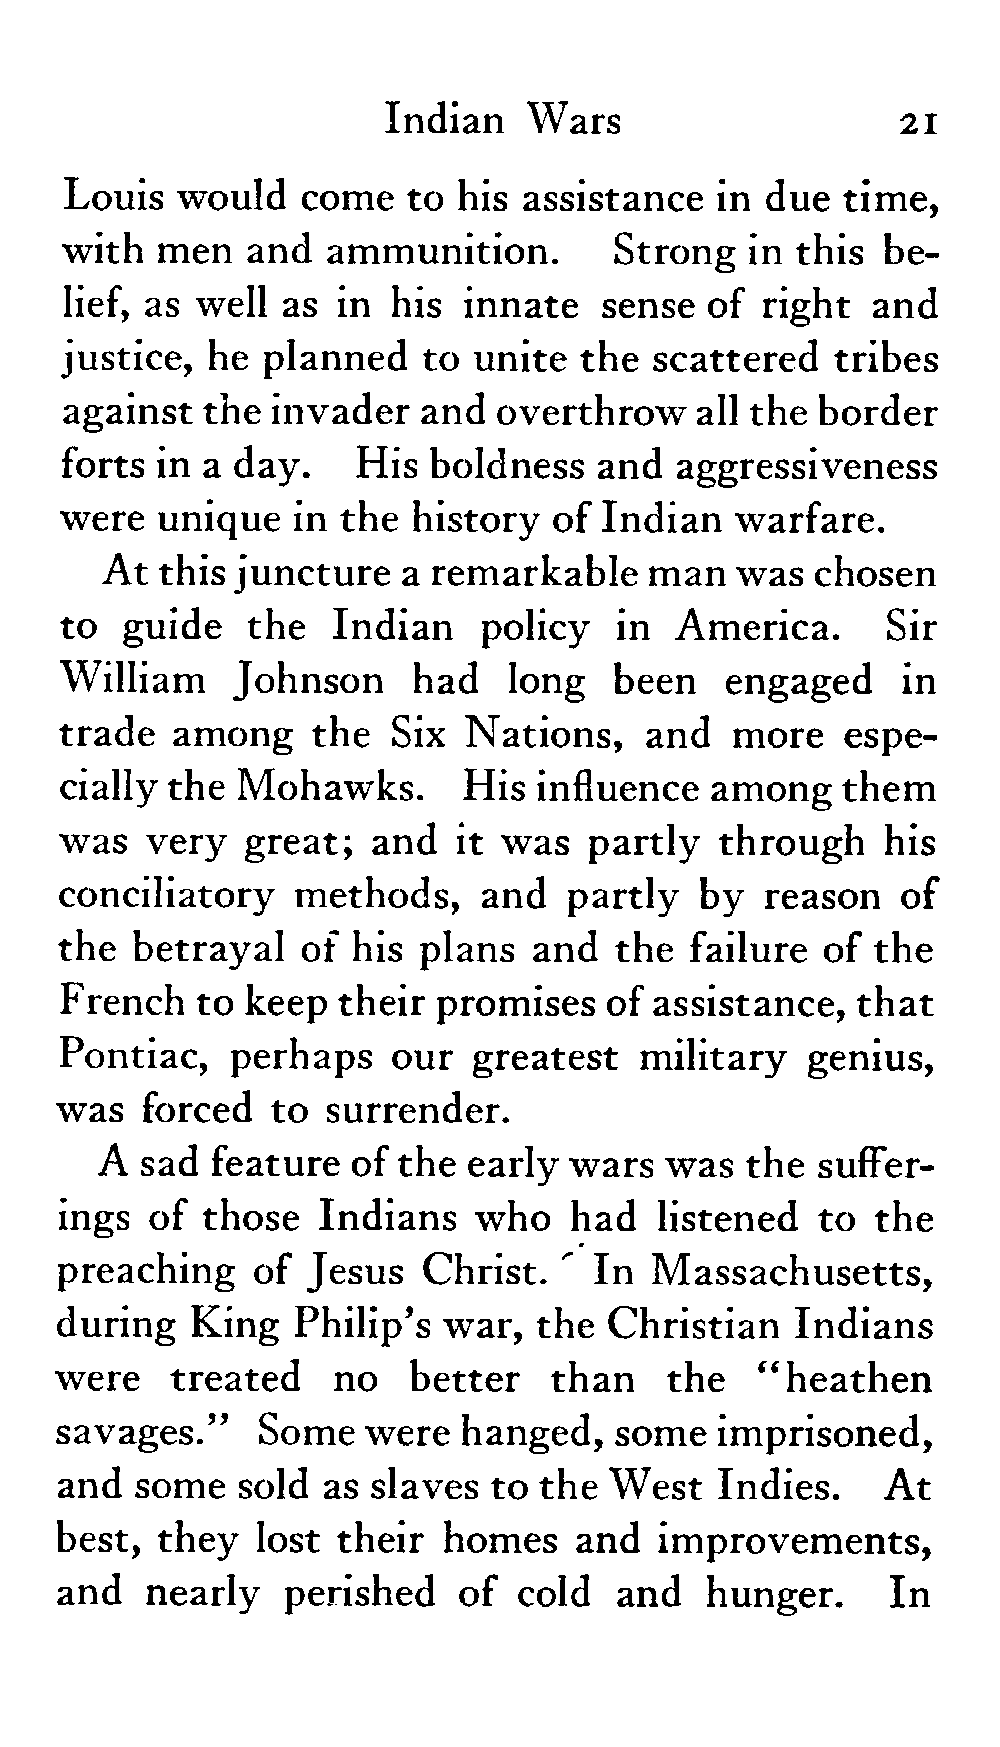 Indian Wars 21
Louis would come to his assistance in due time,
with men and ammunition. Strong in this be-
lief, as well as in his innate sense of right and
justice, he planned to unite the scattered tribes
against the invader and overthrow all the border
forts in a day. His boldness and aggressiveness
were unique in the history of Indian warfare.
At this juncture a remarkable man was chosen
to guide the Indian policy in America. Sir
William Johnson had long been engaged in
trade among the Six Nations, and more espe-
cially the Mohawks. His influence among them
was very great; and it was partly through his
conciliatory methods, and partly by reason of
the betrayal of his plans and the failure of the
French to keep their promises of assistance, that
Pontiac, perhaps our greatest military genius,
was forced to surrender.
A sad feature of the early wars was the suffer-
ings of those Indians who had listened to the
preaching of Jesus Christ. In Massachusetts,
during King Philip's war, the Christian Indians
were treated no better than the "heathen
savages." Some were hanged, some imprisoned,
and some sold as slaves to the West Indies. At
best, they lost their homes and improvements,
and nearly perished of cold and hunger. In